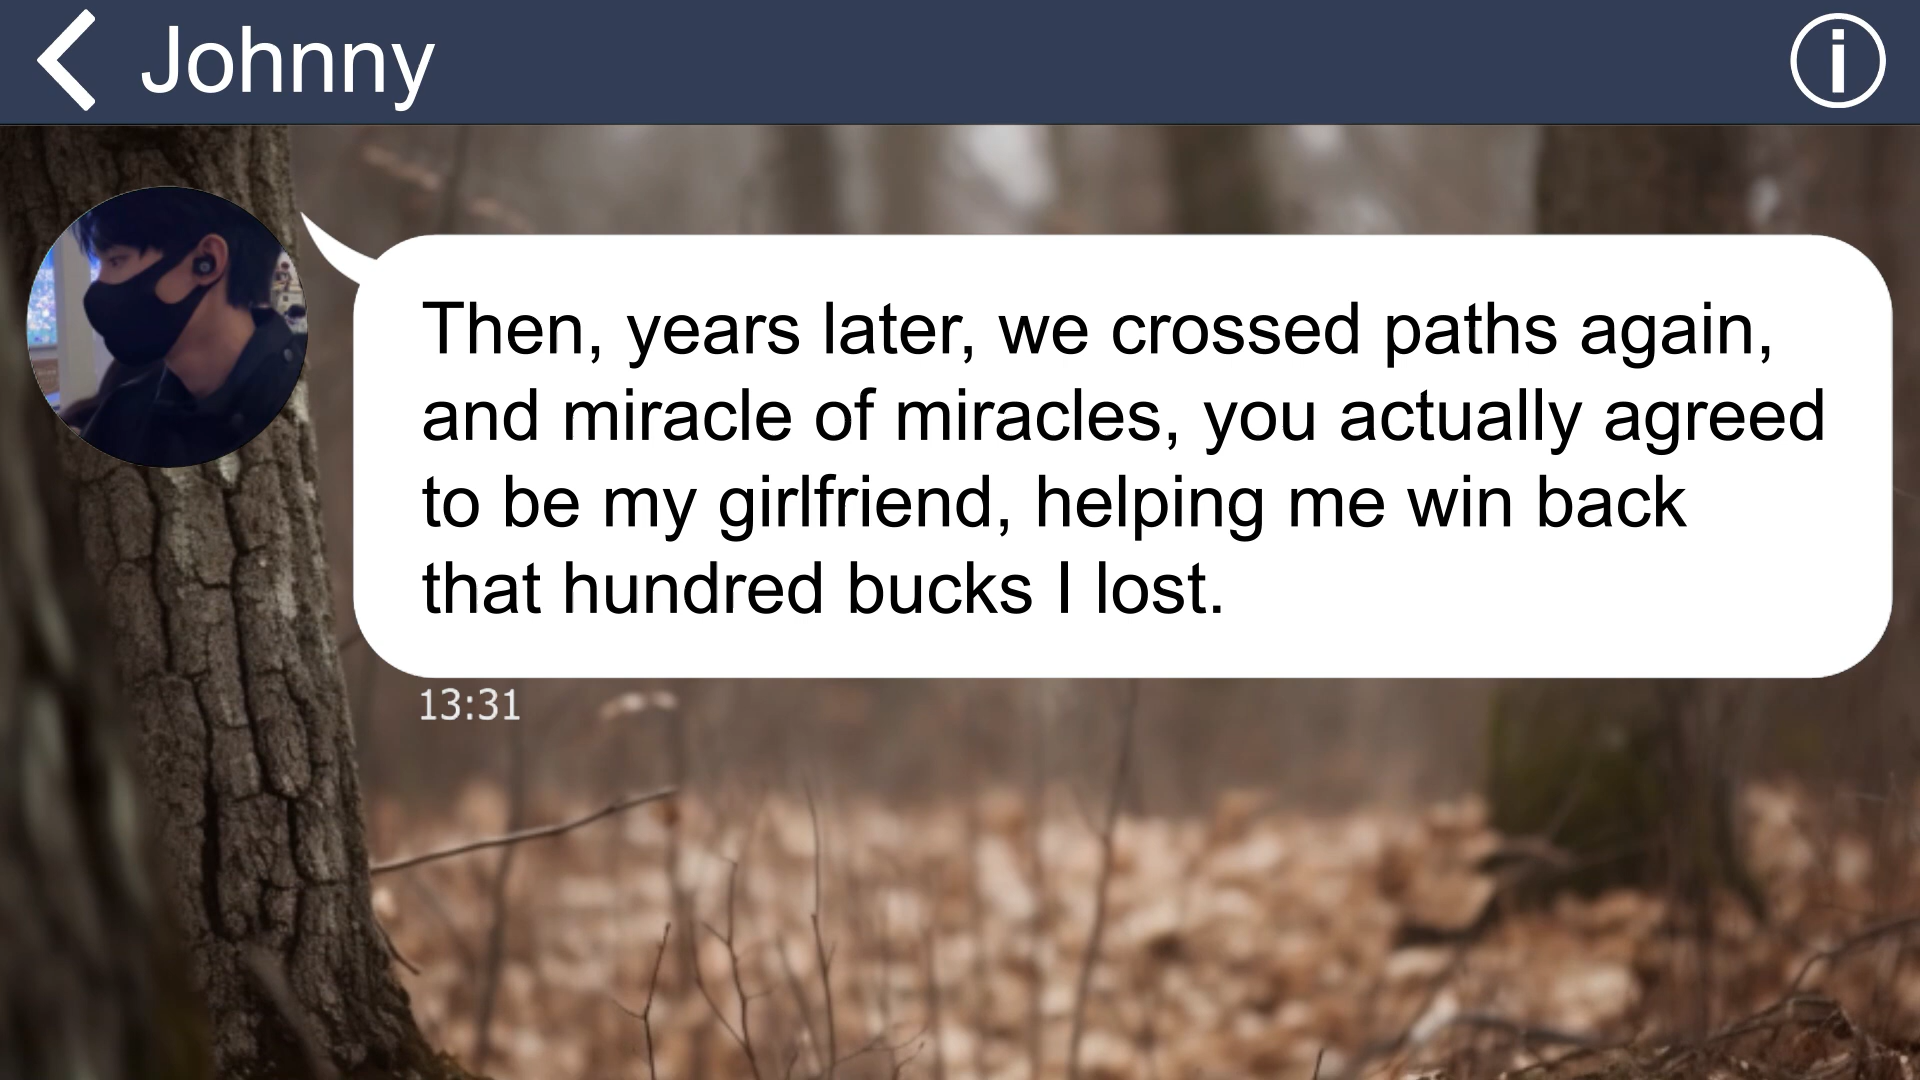 Johnny
Then, years later, we crossed paths again,
and miracle of miracles, you actually agreed
to be my girlfriend, helping me win back
that hundred bucks I lost.
13:31